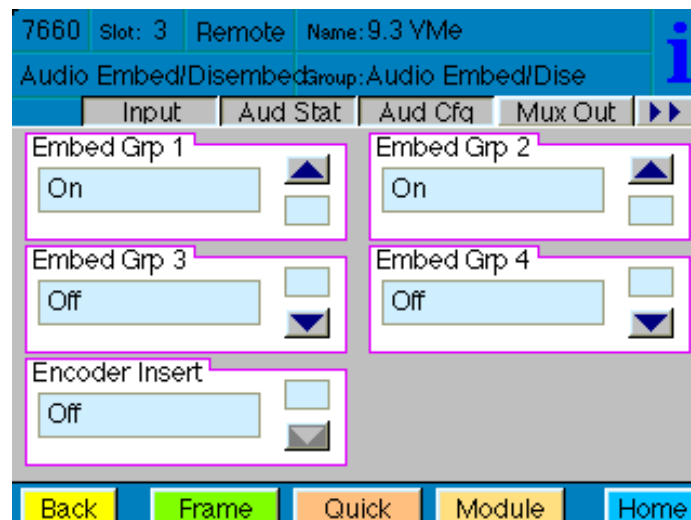 7660 Slot: 3 Remote Name: 9.3 VMe
Audio Embed/Disembed Group: Audio Embed/Dise
i
Input Aud Stat Aud Cfg Mux Out
Embed Grp 1 Embed Grp 2
On On
Embed Grp 3 Embed Grp 4
Off Off
Encoder Insert
Off
Back Frame Quick Module Home